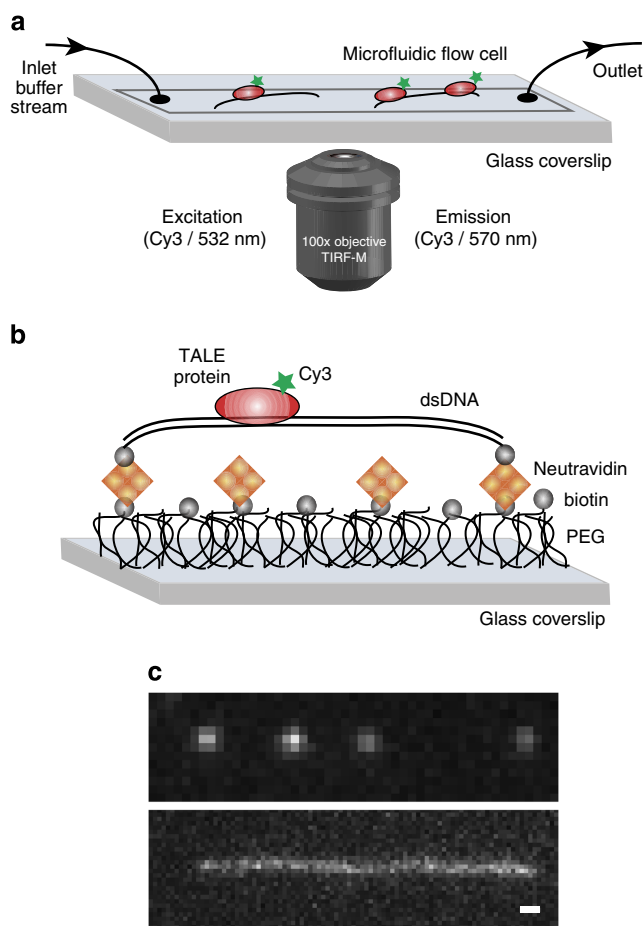 a
Microfluidic flow cell
Inlet
buffer
stream
Outlet
Glass coverslip
Excitation
(Cy3 / 532 nm)
100x objective
TIRF-M
Emission
(Cy3 / 570 nm)
b
TALE
protein
Cy3
dsDNA
Neutravidin
biotin
PEG
Glass coverslip
c